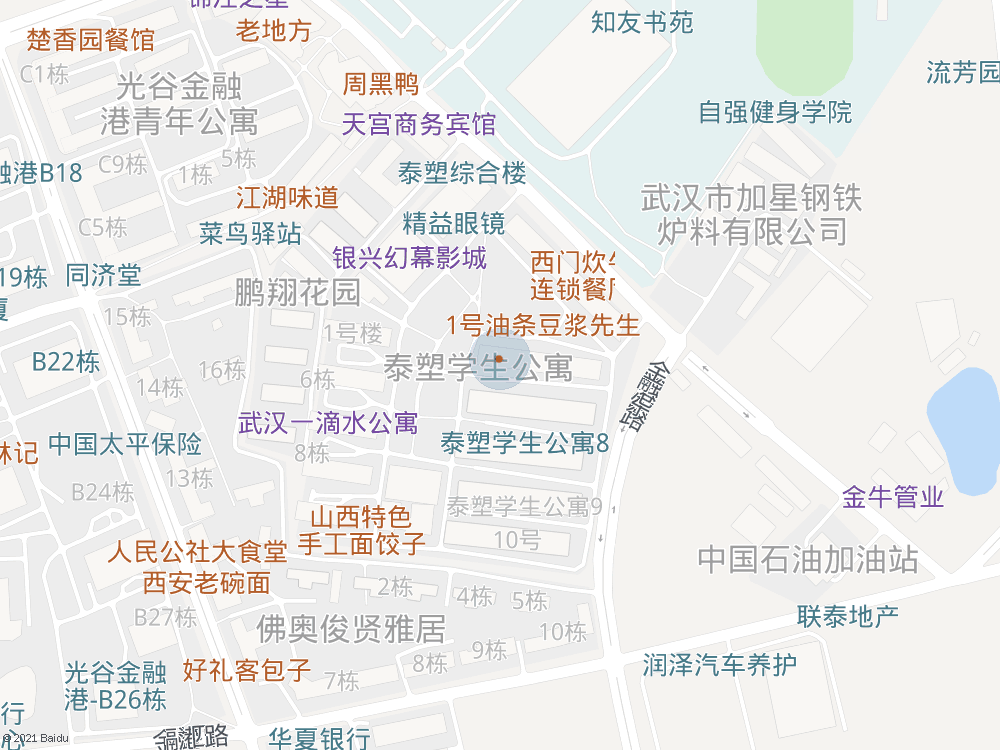 锦江之星
知友书苑
老地方
楚香园餐馆
C1栋
周黑鸭
光谷金融
港青年公寓
流芳园
自强健身学院
天宫商务宾馆
C9栋
5栋
1栋
融港B18
泰塑综合楼
江湖味道
武汉市加星钢铁
炉料有限公司
C5栋
菜鸟驿站
精益眼镜
银兴幻幕影城
西门炊
连锁餐
19栋
同济堂
鹏翔花园
15栋
1号楼
1号油条豆浆先生
B22栋
16栋
6栋
泰塑学生公寓
14栋
金融港路
武汉一滴水公寓
林记
中国太平保险
8栋
泰塑学生公寓8
13栋
B24栋
泰塑学生公寓9
金牛管业
山西特色
手工面饺子
10号
人民公社大食堂
西安老碗面
中国石油加油站
2栋
4栋
5栋
B27栋
佛奥俊贤雅居
联泰地产
10栋
9栋
8栋
7栋
光谷金融
港-B26栋
好礼客包子
润泽汽车养护
行
心
华夏银行
© 2021 Baidu